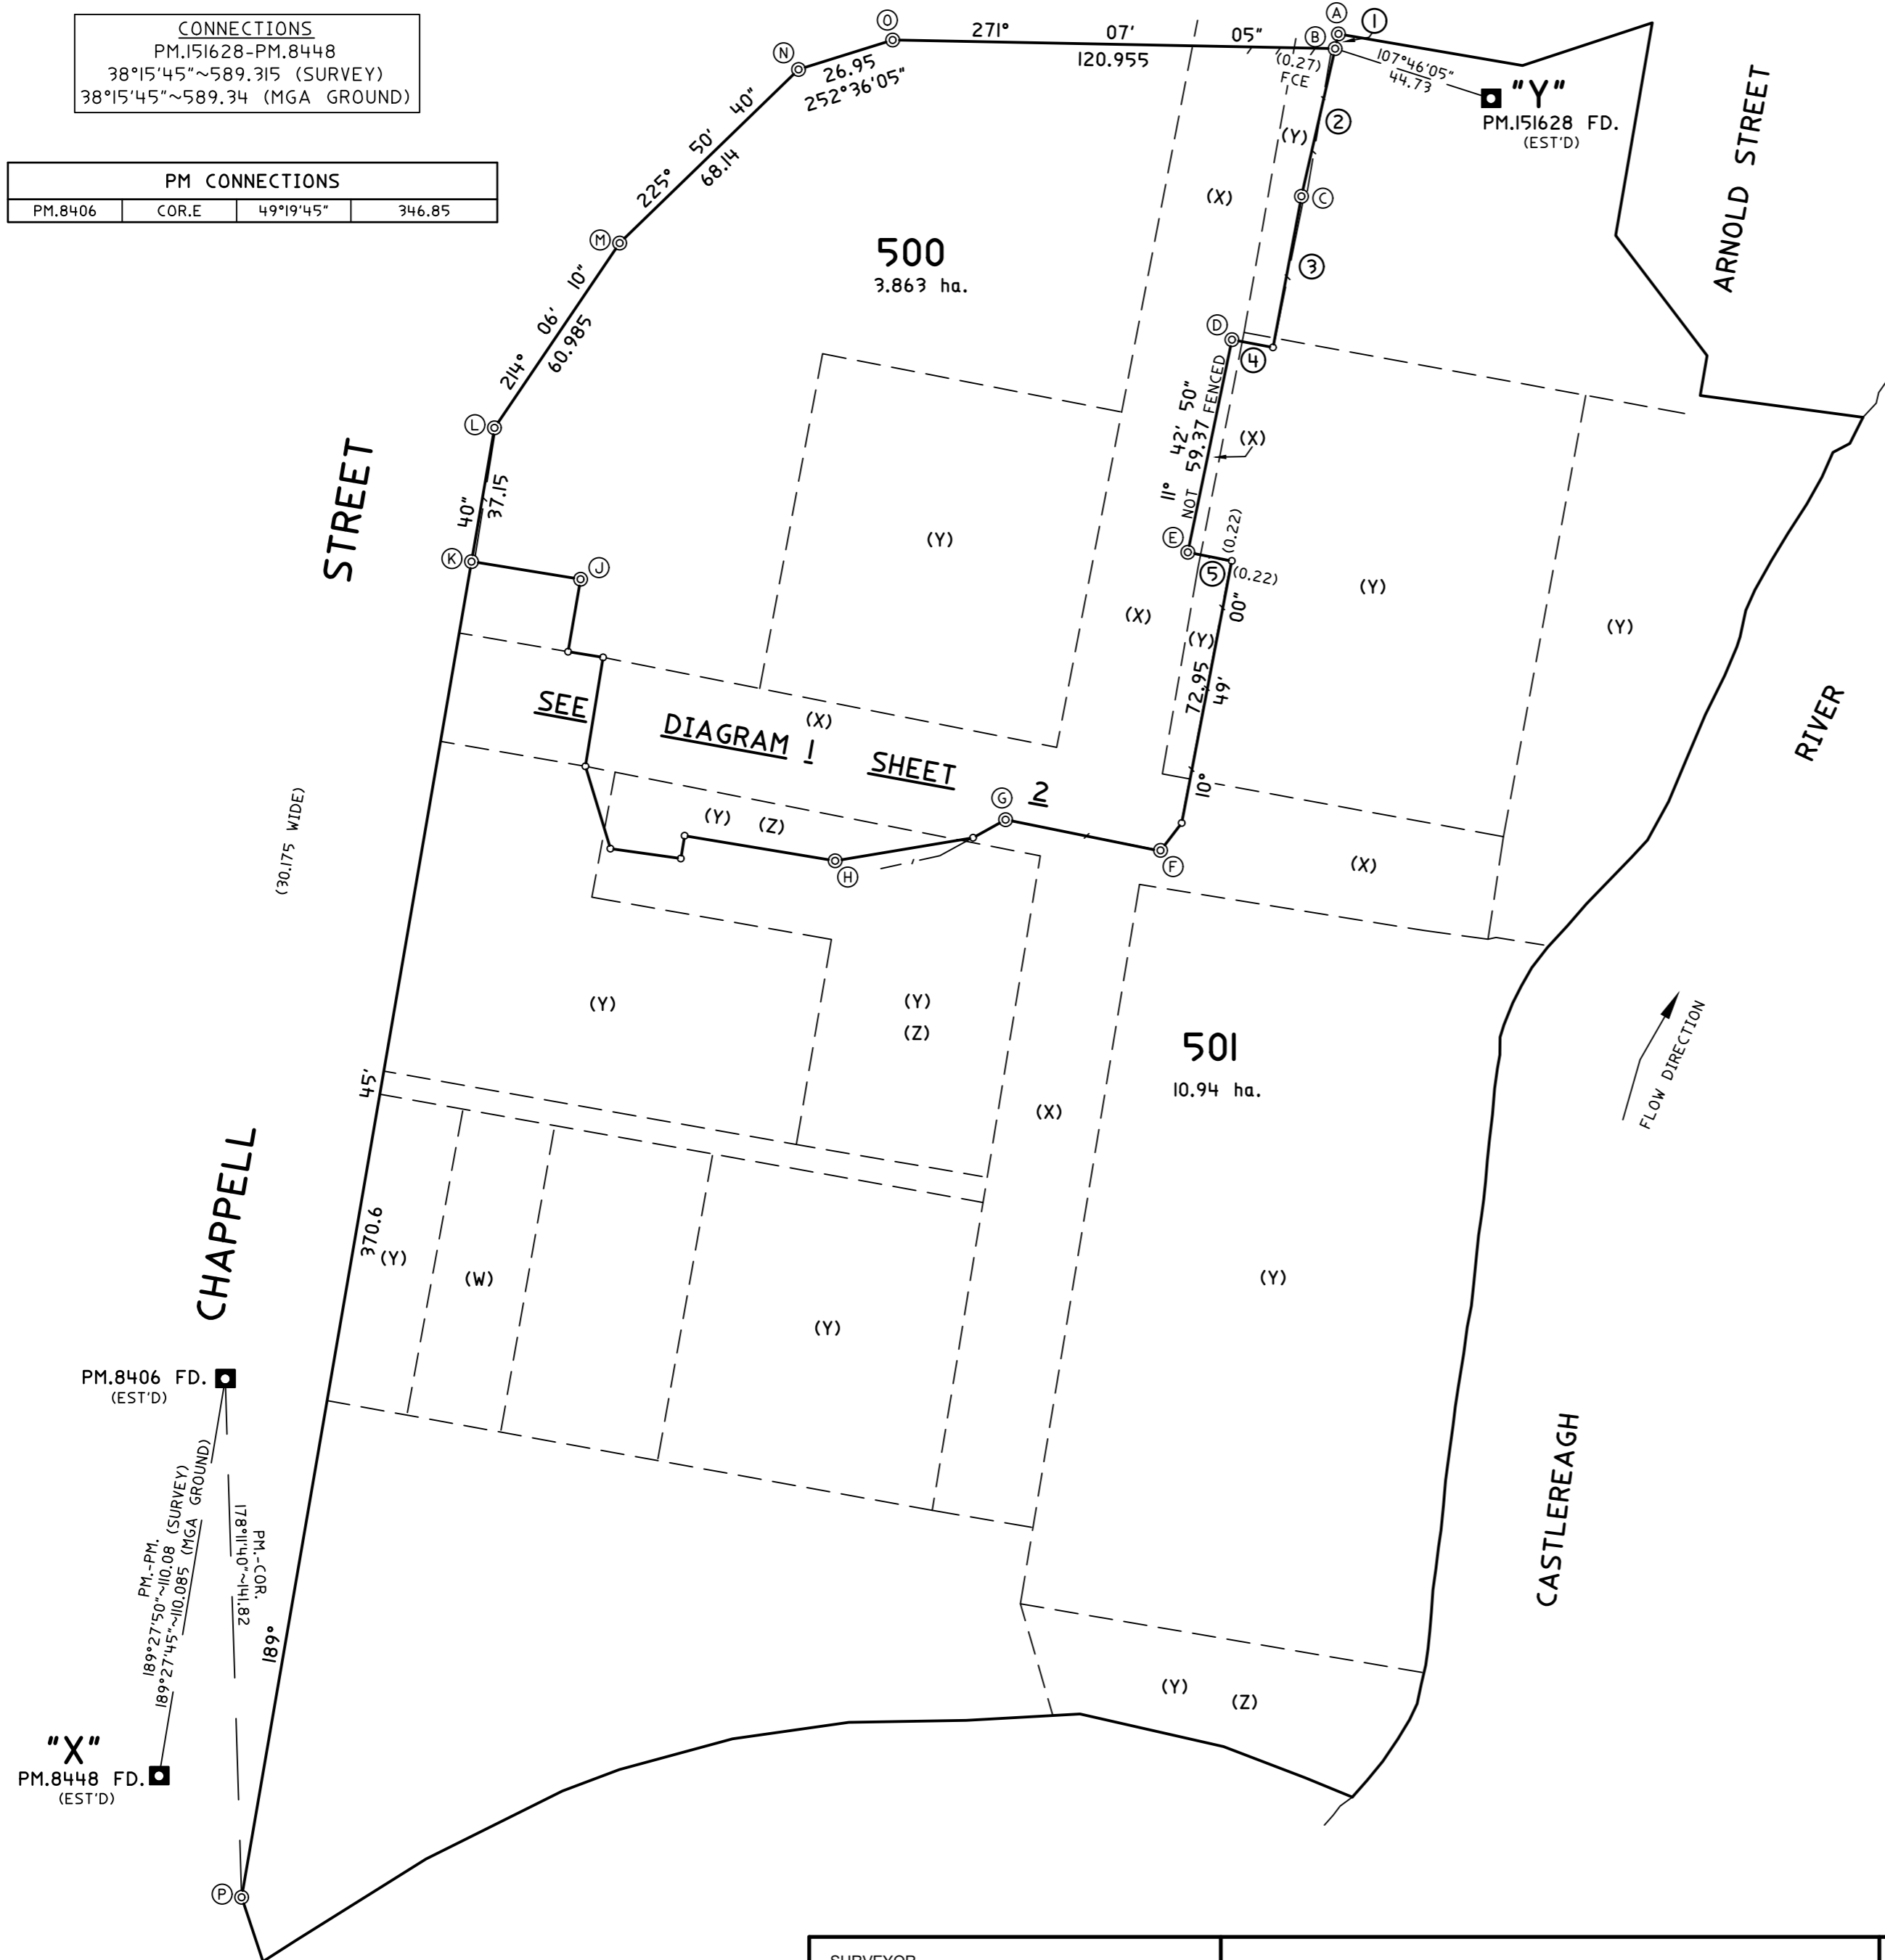 CONNECTIONS
PM.151628-PM.8448
38°15'45"~589.315 (SURVEY)
38°15'45"~589.34 (MGA GROUND)
PM CONNECTIONS
PM.8406 COR.E 49°19'45" 346.85
A
1
O
271° 07' 05"
120.955
B
(0.27)
FCE
107°46'05"
44.73
"Y"
PM.151628 FD.
(EST'D)
N
26.95
252°36'05"
225° 50' 40"
68.14
2
(Y)
(X)
C
ARNOLD STREET
M
500
3.863 ha.
3
214° 06' 10"
60.985
D
4
L
11° 42' 50"
NOT 59.37 FENCED
(X)
STREET
40"
37.15
K
J
(Y)
E
(0.22)
5
(0.22)
00"
(Y)
(X)
(Y)
(Y)
72.95
49'
10°
SEE DIAGRAM 1 SHEET 2
(X)
G
RIVER
(30.175 WIDE)
(Y) (Z)
H
F
(X)
(Y)
(Y)
(Z)
501
10.94 ha.
FLOW DIRECTION
45'
(X)
CHAPPELL
370.6
(Y)
(W)
(Y)
(Y)
PM.8406 FD.
(EST'D)
PM.-PM.
189°27'50"~110.08 (SURVEY)
189°27'45"~110.085 (MGA GROUND)
PM.-COR.
178°11'40"~141.82
189°
CASTLEREAGH
(Y) (Z)
"X"
PM.8448 FD.
(EST'D)
P
SURVEYOR